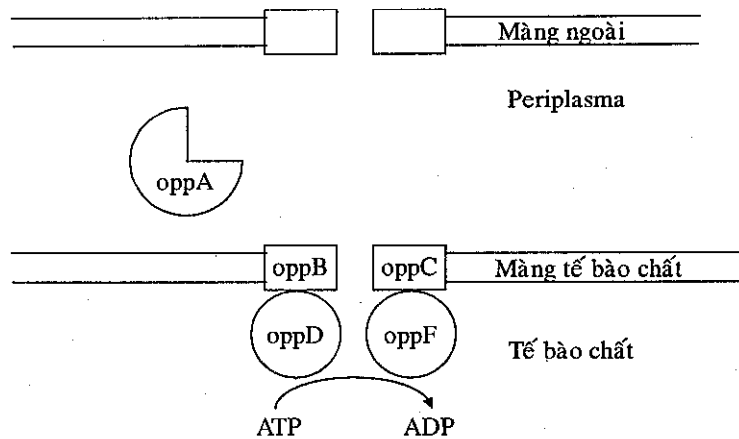 Màng ngoài
Periplasma
oppA
oppB
oppC
Màng tế bào chất
oppD
oppF
Tế bào chất
ATP
ADP